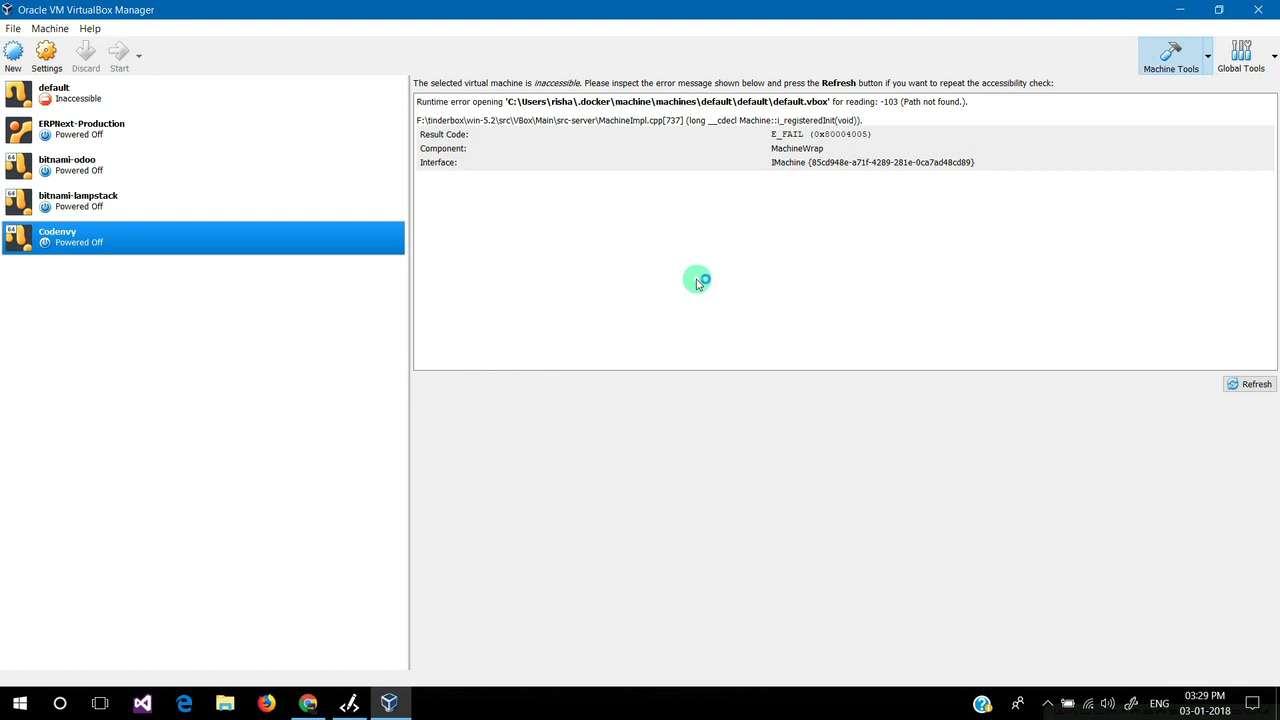 Oracle VM VirtualBox Manager
File Machine Help
New Settings Discard Start
Machine Tools Global Tools
default
Inaccessible
ERPNext-Production
Powered Off
64
bitnami-odoo
Powered Off
64
bitnami-lampstack
Powered Off
64
Codenvy
Powered Off
The selected virtual machine is inaccessible. Please inspect the error message shown below and press the Refresh button if you want to repeat the accessibility check:
Runtime error opening 'C:\Users\risha\.docker\machine\machines\default\default\default.vbox' for reading: -103 (Path not found.).
F:\tinderbox\win-5.2\src\VBox\Main\src-server\MachineImpl.cpp[737] (long __cdecl Machine::i_registeredInit(void)).
Result Code: E_FAIL (0x80004005)
Component: MachineWrap
Interface: IMachine {85cd948e-a71f-4289-281e-0ca7ad48cd89}
Refresh
ENG
03:29 PM
03-01-2018